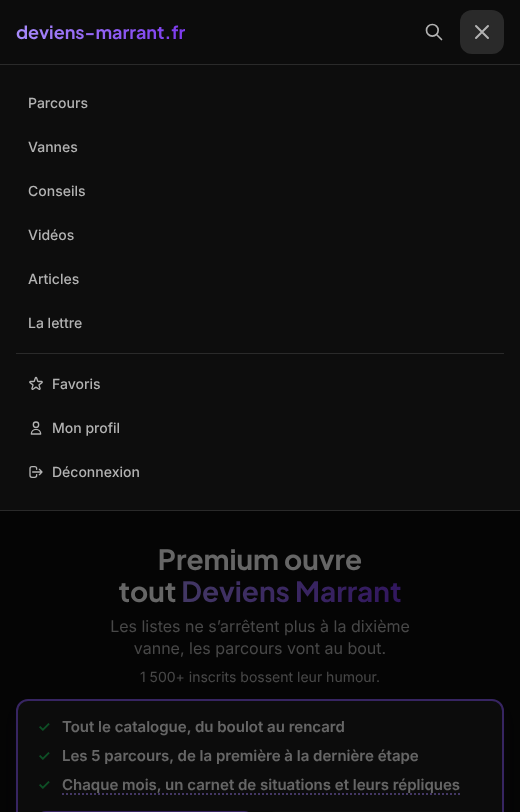 deviens-marrant.fr
Parcours
Vannes
Conseils
Vidéos
Articles
La lettre
Favoris
Mon profil
Déconnexion
Premium ouvre
tout Deviens Marrant
Les listes ne s’arrêtent plus à la dixième
vanne, les parcours vont au bout.
1 500+ inscrits bossent leur humour.
Tout le catalogue, du boulot au rencard
Les 5 parcours, de la première à la dernière étape
Chaque mois, un carnet de situations et leurs répliques